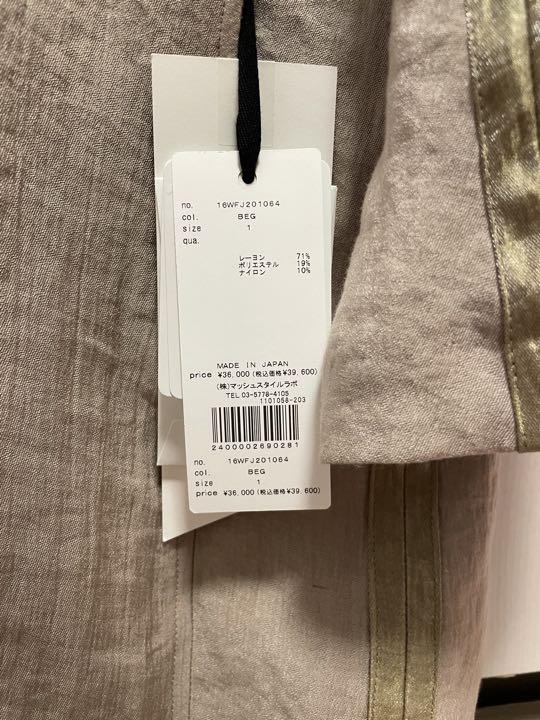 no. 16WFJ201064
col. BEG
size 1
qua.
レーヨン 71%
ポリエステル 19%
ナイロン 10%
MADE IN JAPAN
price ¥36,000(税込価格¥39,600)
(株)マッシュスタイルラボ
TEL 03-5778-4105
1101058-203
2400002690281
no. 16WFJ201064
col. BEG
size 1
price ¥36,000(税込価格¥39,600)